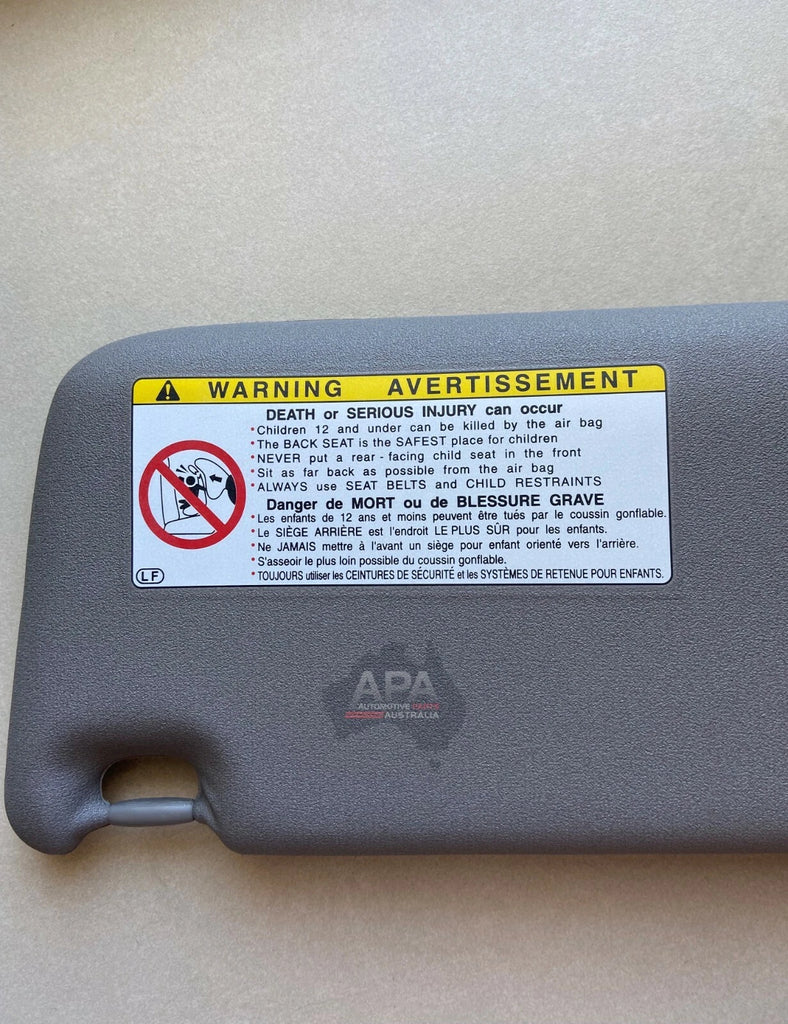 WARNING AVERTISSEMENT
DEATH or SERIOUS INJURY can occur
•Children 12 and under can be killed by the air bag
•The BACK SEAT is the SAFEST place for children
•NEVER put a rear-facing child seat in the front
•Sit as far back as possible from the air bag
•ALWAYS use SEAT BELTS and CHILD RESTRAINTS
Danger de MORT ou de BLESSURE GRAVE
•Les enfants de 12 ans et moins peuvent être tués par le coussin gonflable.
•Le SIÈGE ARRIÈRE est l'endroit LE PLUS SÛR pour les enfants.
•Ne JAMAIS mettre à l'avant un siège pour enfant orienté vers l'arrière.
•S'asseoir le plus loin possible du coussin gonflable.
•TOUJOURS utiliser les CEINTURES DE SÉCURITÉ et les SYSTÈMES DE RETENUE POUR ENFANTS.
LF
APA
AUTOMOTIVE PARTS
AUSTRALIA